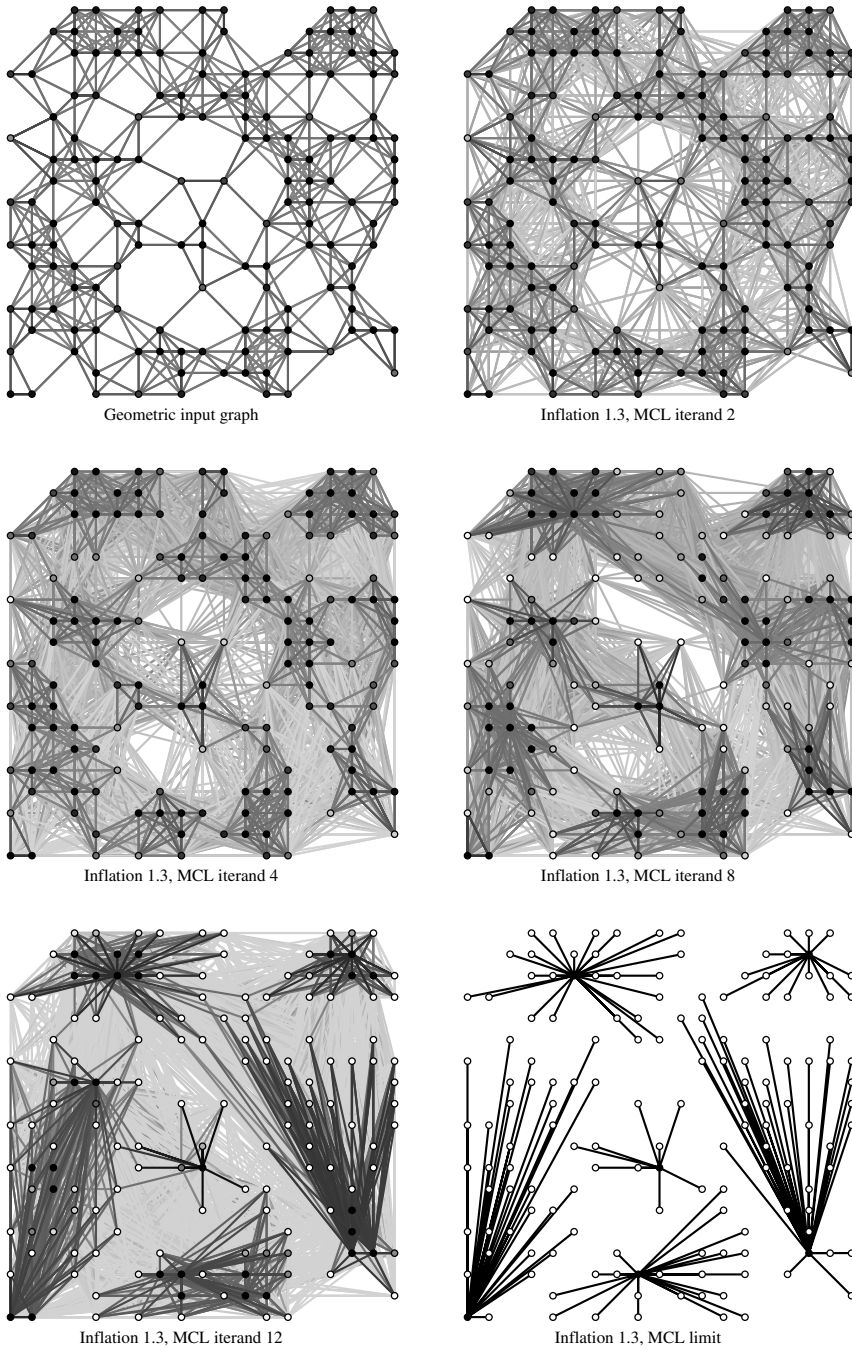 Geometric input graph
Inflation 1.3, MCL iterand 2
Inflation 1.3, MCL iterand 4
Inflation 1.3, MCL iterand 8
Inflation 1.3, MCL iterand 12
Inflation 1.3, MCL limit